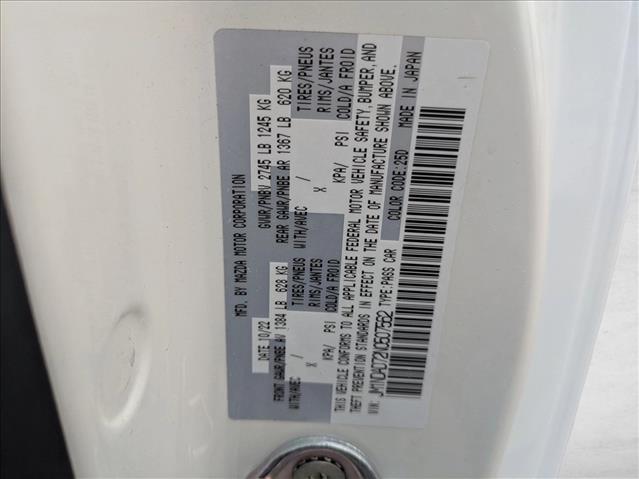 MFD. BY MAZDA MOTOR CORPORATION
DATE: 10/22 GVWR/PNBV 2745 LB 1245 KG
FRONT GAWR/PNBE AV 1384 LB 628 KG REAR GAWR/PNBE AR 1367 LB 620 KG
WITH/AVEC TIRES/PNEUS WITH/AVEC TIRES/PNEUS
X RIMS/JANTES X RIMS/JANTES
KPA/ PSI COLD/A FROID KPA/ PSI COLD/A FROID
THIS VEHICLE CONFORMS TO ALL APPLICABLE FEDERAL MOTOR VEHICLE SAFETY, BUMPER, AND
THEFT PREVENTION STANDARDS IN EFFECT ON THE DATE OF MANUFACTURE SHOWN ABOVE.
VIN: JM1NDAD72N0607562 TYPE: PASS CAR COLOR CODE: 25D MADE IN JAPAN